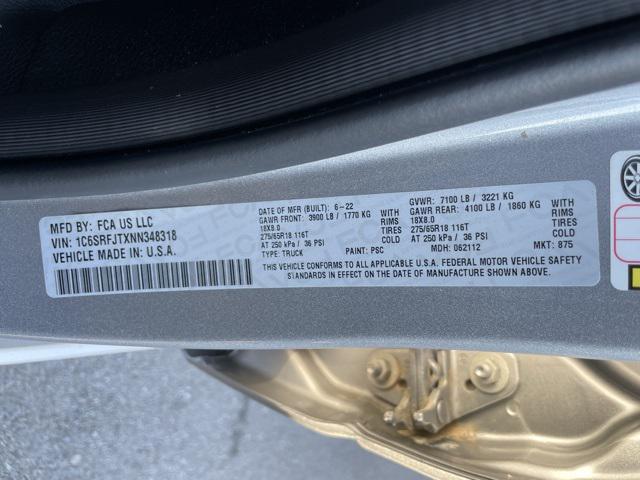 MFD BY: FCA US LLC
VIN: 1C6SRFJTXNN348318
VEHICLE MADE IN: U.S.A.
DATE OF MFR (BUILT): 6-22
GAWR FRONT: 3900 LB / 1770 KG WITH
18X8.0 RIMS
275/65R18 116T TIRES
AT 250 kPa / 36 PSI COLD
TYPE: TRUCK PAINT: PSC
GVWR: 7100 LB / 3221 KG
GAWR REAR: 4100 LB / 1860 KG WITH
18X8.0 RIMS
275/65R18 116T TIRES
AT 250 kPa / 36 PSI COLD
MDH: 062112 MKT: 875
THIS VEHICLE CONFORMS TO ALL APPLICABLE U.S.A. FEDERAL MOTOR VEHICLE SAFETY
STANDARDS IN EFFECT ON THE DATE OF MANUFACTURE SHOWN ABOVE.